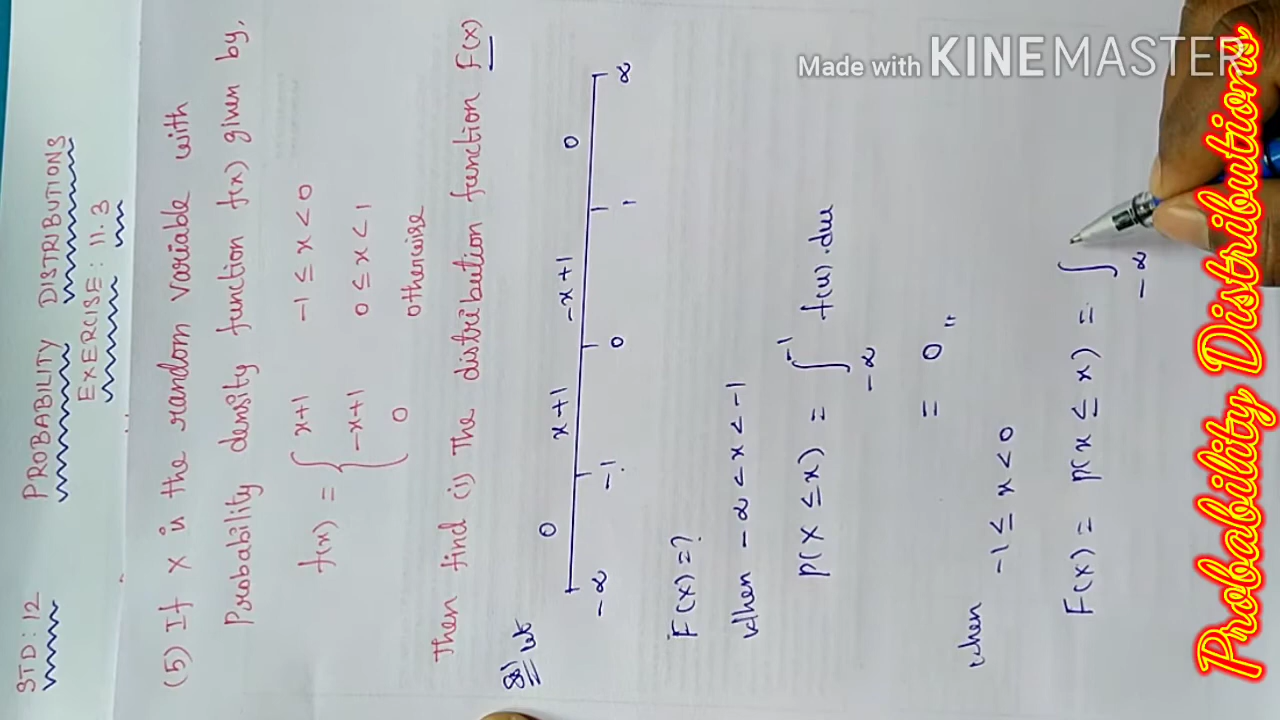 STD : 12 PROBABILITY DISTRIBUTIONS
EXERCISE : 11.3
(5) If X is the random variable with
Probability density function f(x) given by,
f(x) = { x+1 -1 ≤ x < 0
-x+1 0 ≤ x < 1
0 otherwise
Then find (i) The distribution function F(x)
Sol let
0 x+1 -x+1 0
-∞ -1 0 1 ∞
F(x) = ?
When -∞ < x < -1
P(X ≤ x) = ∫_{-∞}^{-1} f(u).du
= 0 ,,
when -1 ≤ x < 0
F(x) = P(X ≤ x) = ∫_{-∞}
Made with KINEMASTER
Probability Distributions